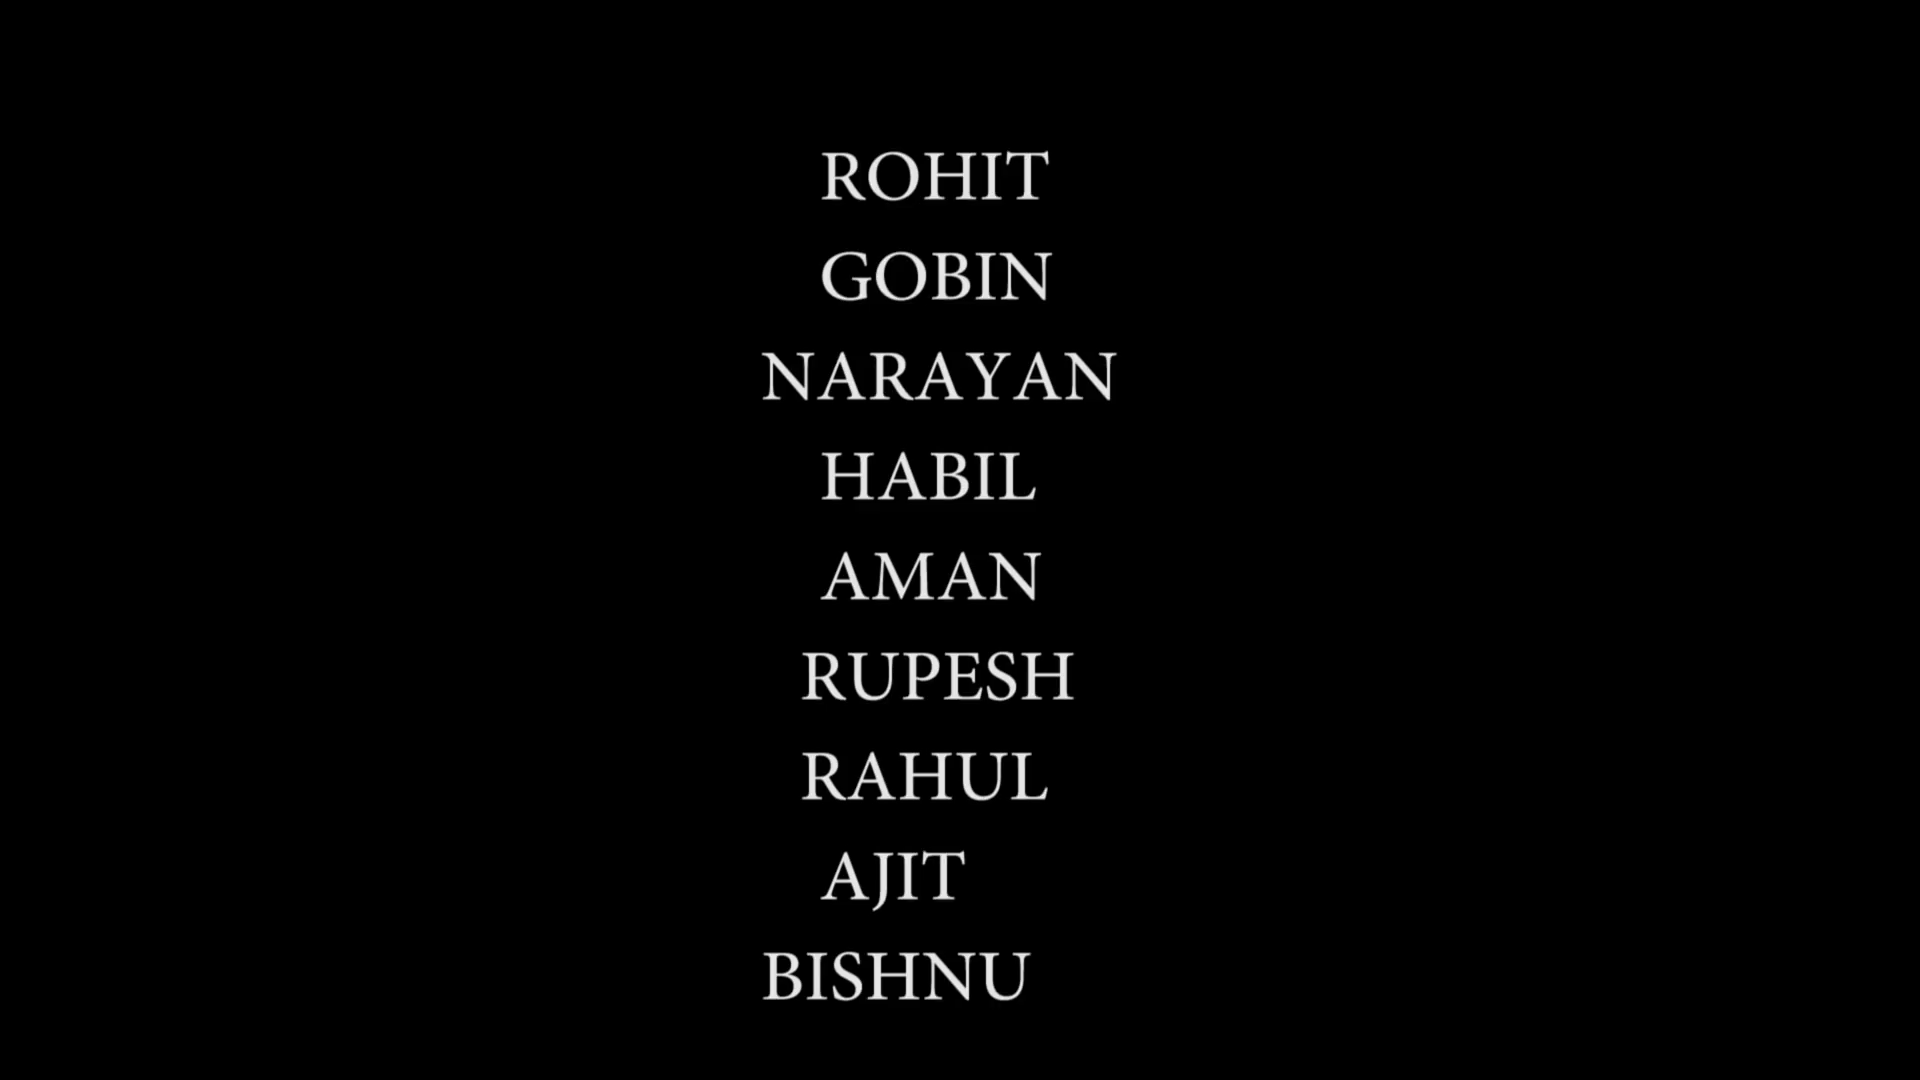 ROHIT
GOBIN
NARAYAN
HABIL
AMAN
RUPESH
RAHUL
AJIT
BISHNU